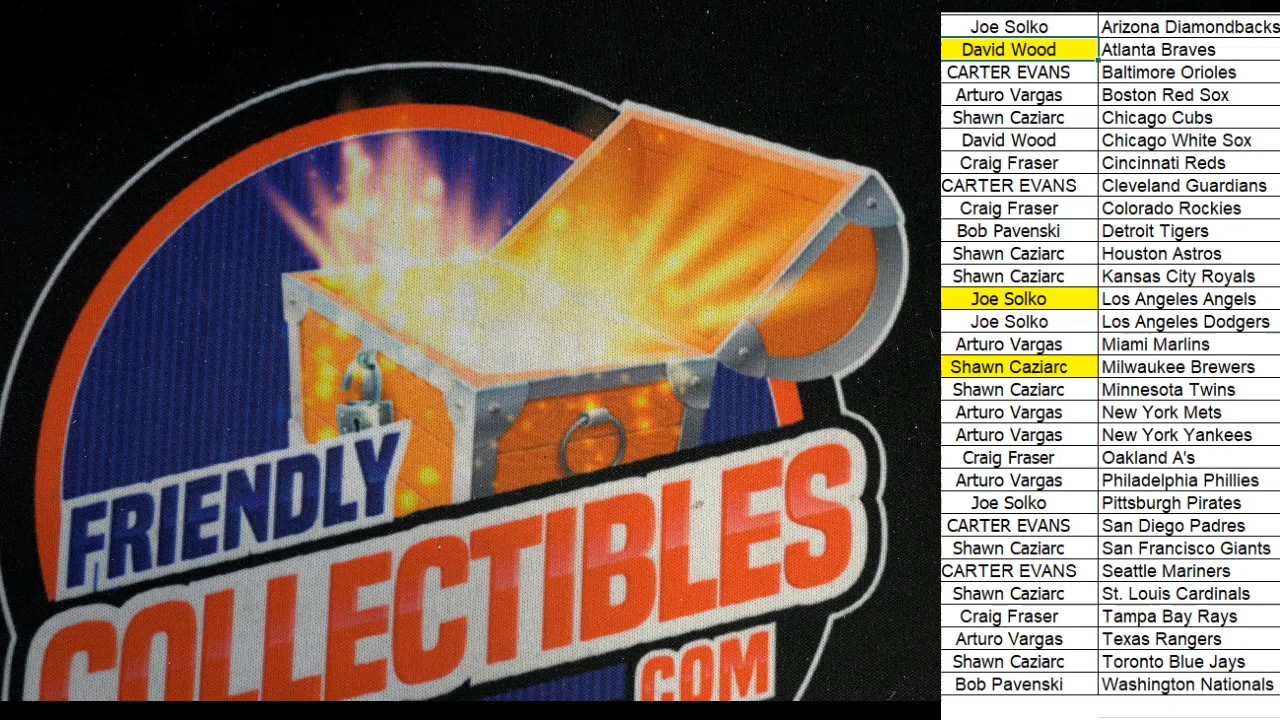 FRIENDLY
COLLECTIBLES
.COM
Joe Solko Arizona Diamondbacks
David Wood Atlanta Braves
CARTER EVANS Baltimore Orioles
Arturo Vargas Boston Red Sox
Shawn Caziarc Chicago Cubs
David Wood Chicago White Sox
Craig Fraser Cincinnati Reds
CARTER EVANS Cleveland Guardians
Craig Fraser Colorado Rockies
Bob Pavenski Detroit Tigers
Shawn Caziarc Houston Astros
Shawn Caziarc Kansas City Royals
Joe Solko Los Angeles Angels
Joe Solko Los Angeles Dodgers
Arturo Vargas Miami Marlins
Shawn Caziarc Milwaukee Brewers
Shawn Caziarc Minnesota Twins
Arturo Vargas New York Mets
Arturo Vargas New York Yankees
Craig Fraser Oakland A's
Arturo Vargas Philadelphia Phillies
Joe Solko Pittsburgh Pirates
CARTER EVANS San Diego Padres
Shawn Caziarc San Francisco Giants
CARTER EVANS Seattle Mariners
Shawn Caziarc St. Louis Cardinals
Craig Fraser Tampa Bay Rays
Arturo Vargas Texas Rangers
Shawn Caziarc Toronto Blue Jays
Bob Pavenski Washington Nationals